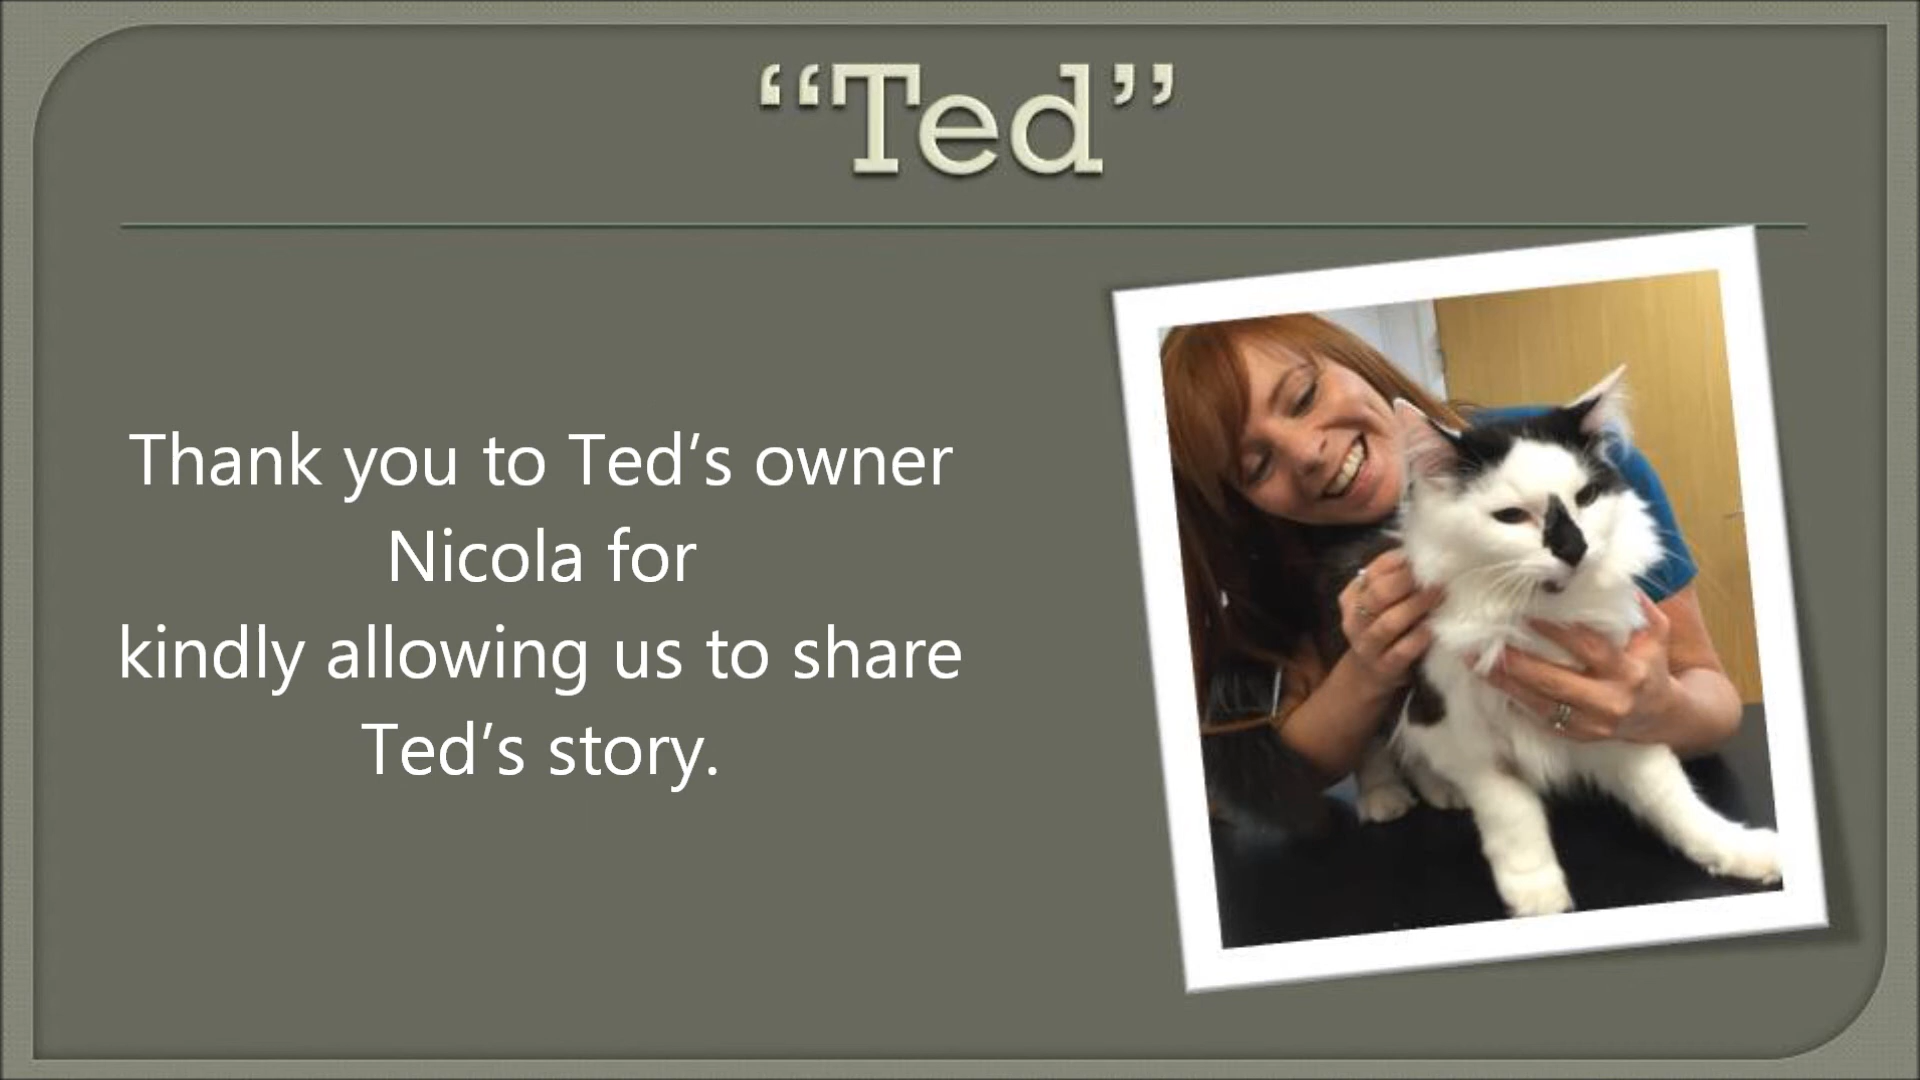 “Ted”
Thank you to Ted’s owner
Nicola for
kindly allowing us to share
Ted’s story.